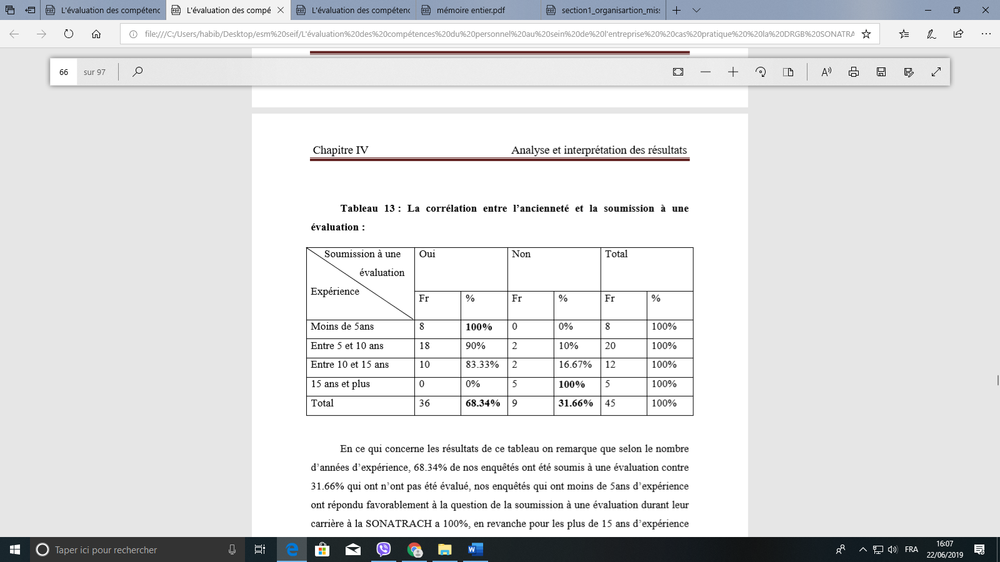 L'évaluation des compétenc
L'évaluation des compé
L'évaluation des compétenc
mémoire entier.pdf
section1_organisartion_miss
file:///C:/Users/habib/Desktop/esm%20seif/L'évaluation%20des%20compétences%20du%20personnel%20au%20sein%20de%20l'entreprise%20%20cas%20pratique%20%20la%20DRGB%20SONATRA
66 sur 97
Chapitre IV Analyse et interprétation des résultats
Tableau 13 : La corrélation entre l’ancienneté et la soumission à une
évaluation :
Soumission à une évaluation Expérience Oui Non Total
Fr % Fr % Fr %
Moins de 5ans 8 100% 0 0% 8 100%
Entre 5 et 10 ans 18 90% 2 10% 20 100%
Entre 10 et 15 ans 10 83.33% 2 16.67% 12 100%
15 ans et plus 0 0% 5 100% 5 100%
Total 36 68.34% 9 31.66% 45 100%
En ce qui concerne les résultats de ce tableau on remarque que selon le nombre
d’années d’expérience, 68.34% de nos enquêtés ont été soumis à une évaluation contre
31.66% qui ont n’ont pas été évalué, nos enquêtés qui ont moins de 5ans d’expérience
ont répondu favorablement à la question de la soumission à une évaluation durant leur
carrière à la SONATRACH a 100%, en revanche pour les plus de 15 ans d’expérience
Taper ici pour rechercher
FRA
16:07
22/06/2019